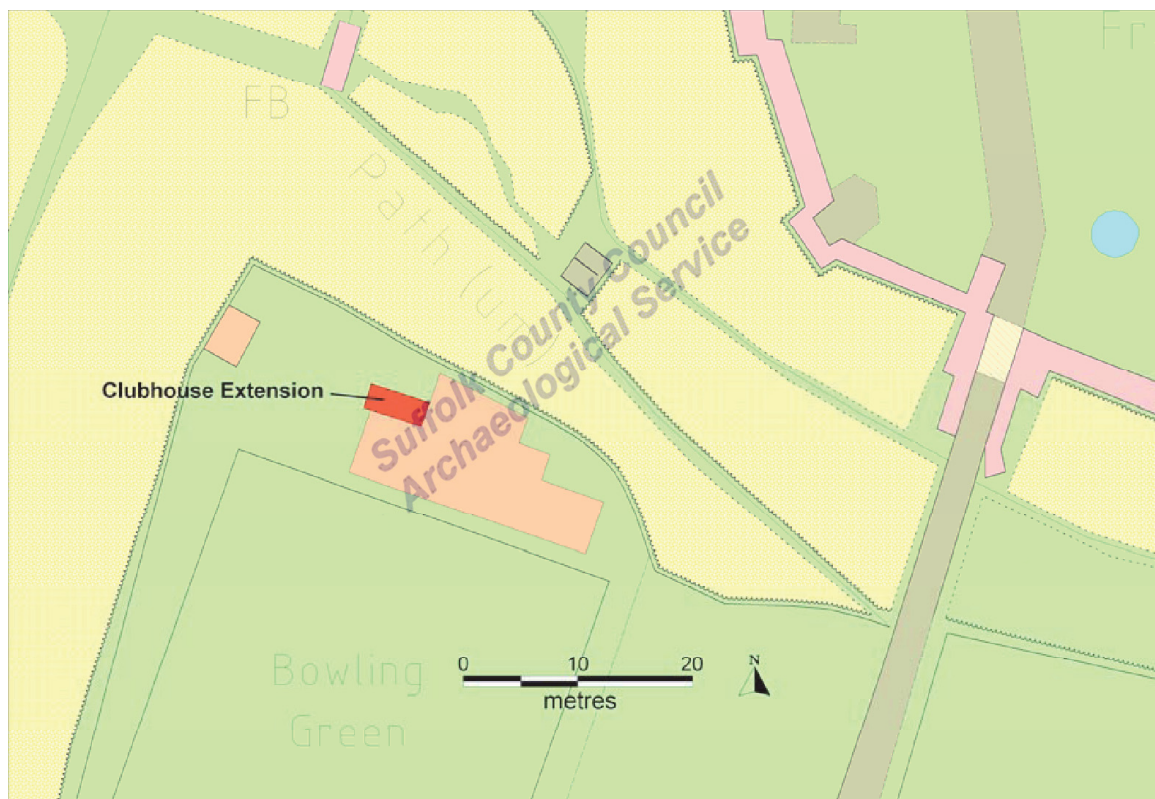 Fr
FB
Path (um)
Suffolk County Council
Archaeological Service
Clubhouse Extension
Bowling
Green
0 10 20
metres
N